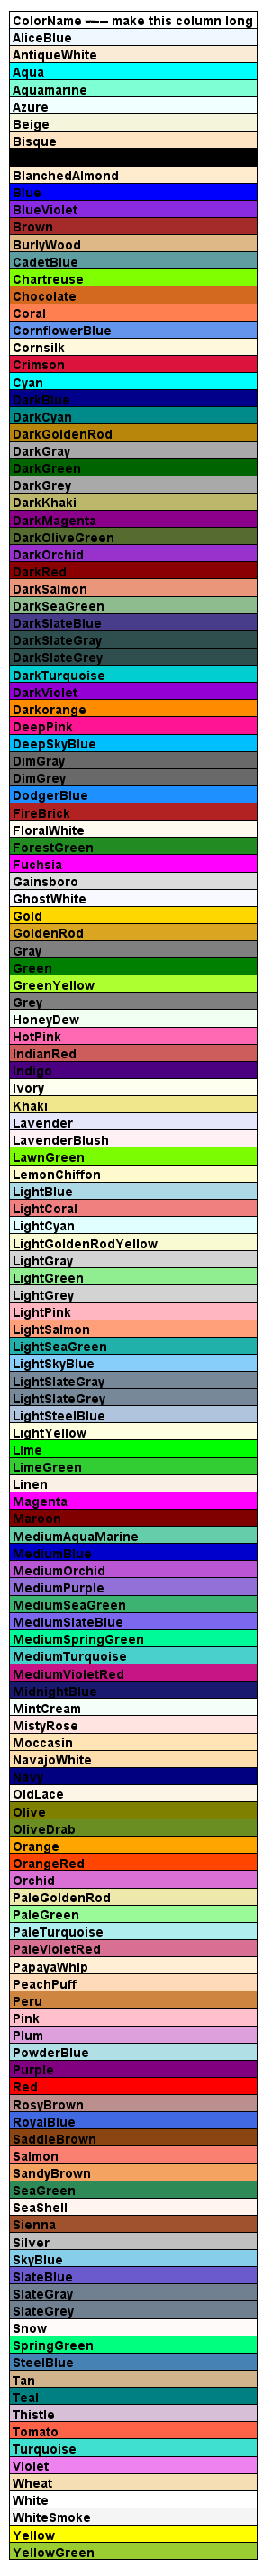 ColorName —--- make this column long
AliceBlue
AntiqueWhite
Aqua
Aquamarine
Azure
Beige
Bisque
BlanchedAlmond
Blue
BlueViolet
Brown
BurlyWood
CadetBlue
Chartreuse
Chocolate
Coral
CornflowerBlue
Cornsilk
Crimson
Cyan
DarkBlue
DarkCyan
DarkGoldenRod
DarkGray
DarkGreen
DarkGrey
DarkKhaki
DarkMagenta
DarkOliveGreen
DarkOrchid
DarkRed
DarkSalmon
DarkSeaGreen
DarkSlateBlue
DarkSlateGray
DarkSlateGrey
DarkTurquoise
DarkViolet
Darkorange
DeepPink
DeepSkyBlue
DimGray
DimGrey
DodgerBlue
FireBrick
FloralWhite
ForestGreen
Fuchsia
Gainsboro
GhostWhite
Gold
GoldenRod
Gray
Green
GreenYellow
Grey
HoneyDew
HotPink
IndianRed
Indigo
Ivory
Khaki
Lavender
LavenderBlush
LawnGreen
LemonChiffon
LightBlue
LightCoral
LightCyan
LightGoldenRodYellow
LightGray
LightGreen
LightGrey
LightPink
LightSalmon
LightSeaGreen
LightSkyBlue
LightSlateGray
LightSlateGrey
LightSteelBlue
LightYellow
Lime
LimeGreen
Linen
Magenta
Maroon
MediumAquaMarine
MediumBlue
MediumOrchid
MediumPurple
MediumSeaGreen
MediumSlateBlue
MediumSpringGreen
MediumTurquoise
MediumVioletRed
MidnightBlue
MintCream
MistyRose
Moccasin
NavajoWhite
Navy
OldLace
Olive
OliveDrab
Orange
OrangeRed
Orchid
PaleGoldenRod
PaleGreen
PaleTurquoise
PaleVioletRed
PapayaWhip
PeachPuff
Peru
Pink
Plum
PowderBlue
Purple
Red
RosyBrown
RoyalBlue
SaddleBrown
Salmon
SandyBrown
SeaGreen
SeaShell
Sienna
Silver
SkyBlue
SlateBlue
SlateGray
SlateGrey
Snow
SpringGreen
SteelBlue
Tan
Teal
Thistle
Tomato
Turquoise
Violet
Wheat
White
WhiteSmoke
Yellow
YellowGreen